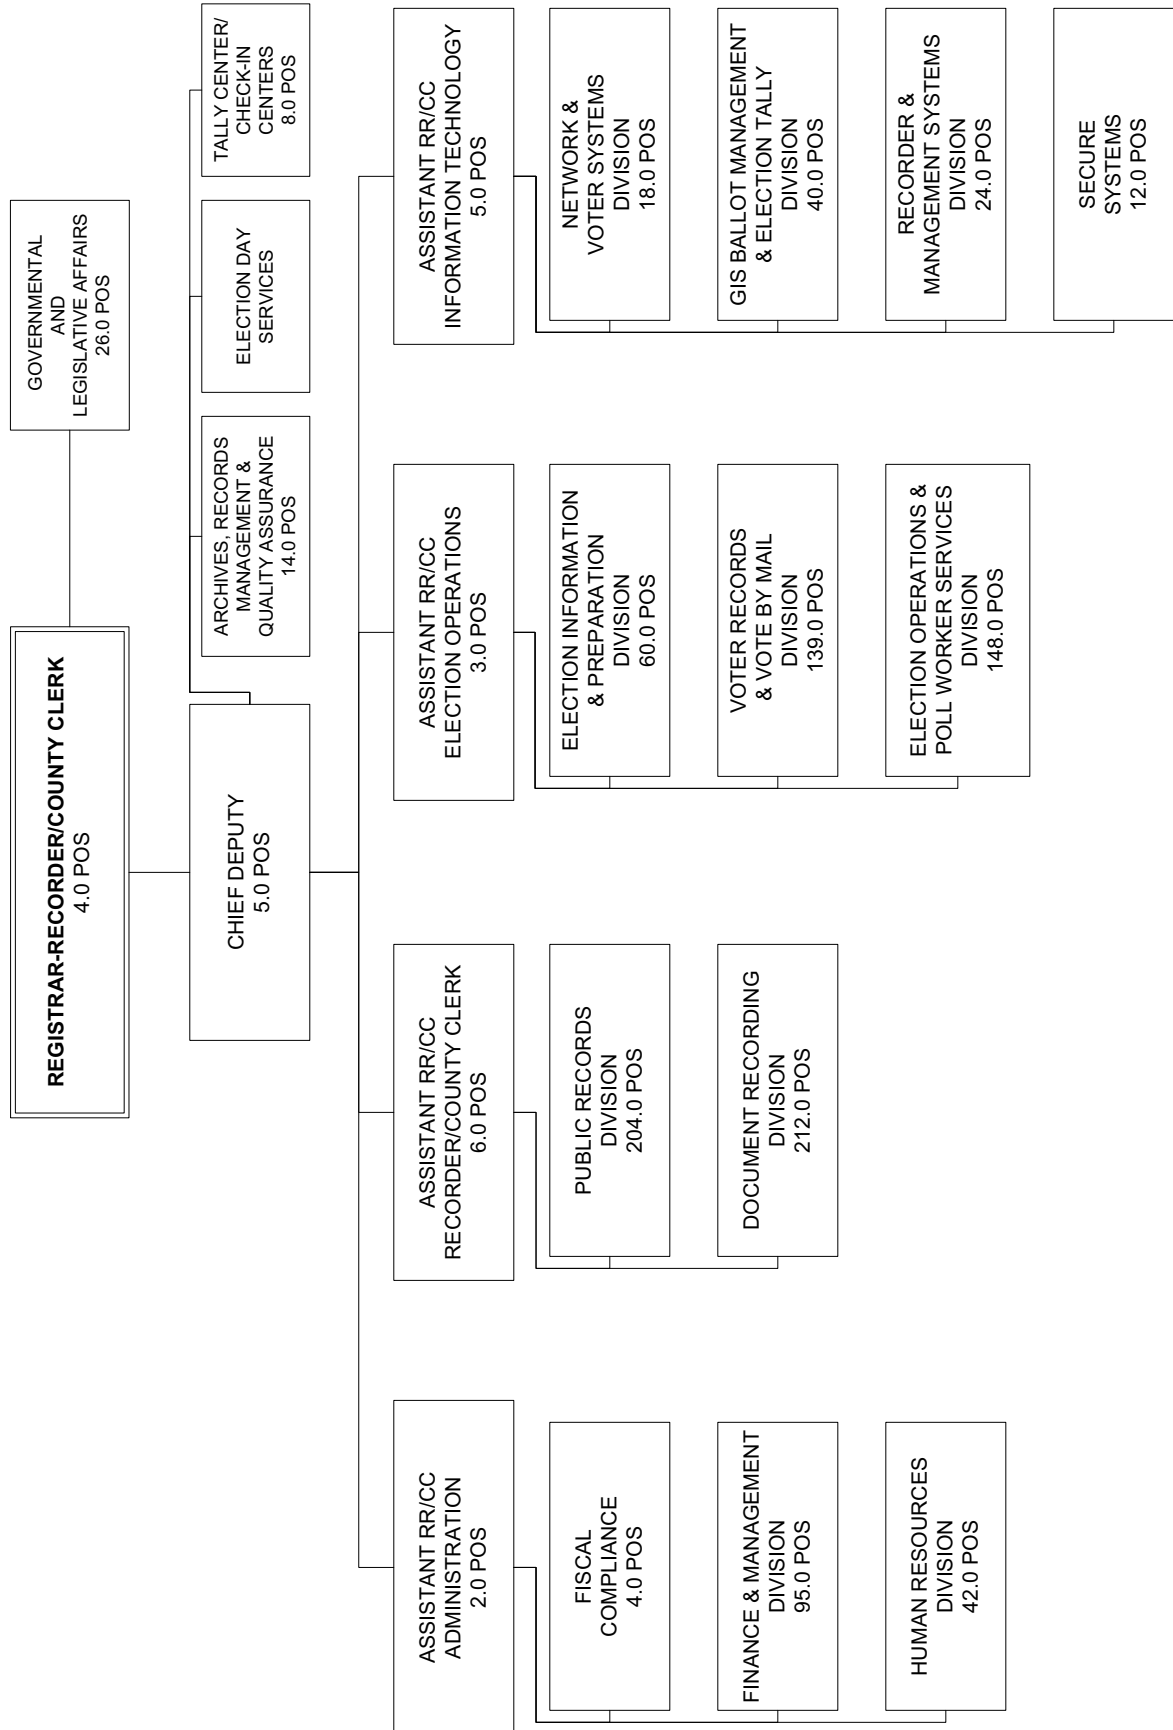 REGISTRAR-RECORDER/COUNTY CLERK
4.0 POS
GOVERNMENTAL
AND
LEGISLATIVE AFFAIRS
26.0 POS
CHIEF DEPUTY
5.0 POS
ARCHIVES, RECORDS
MANAGEMENT &
QUALITY ASSURANCE
14.0 POS
ELECTION DAY
SERVICES
TALLY CENTER/
CHECK-IN
CENTERS
8.0 POS
ASSISTANT RR/CC
ADMINISTRATION
2.0 POS
FISCAL
COMPLIANCE
4.0 POS
FINANCE & MANAGEMENT
DIVISION
95.0 POS
HUMAN RESOURCES
DIVISION
42.0 POS
ASSISTANT RR/CC
RECORDER/COUNTY CLERK
6.0 POS
PUBLIC RECORDS
DIVISION
204.0 POS
DOCUMENT RECORDING
DIVISION
212.0 POS
ASSISTANT RR/CC
ELECTION OPERATIONS
3.0 POS
ELECTION INFORMATION
& PREPARATION
DIVISION
60.0 POS
VOTER RECORDS
& VOTE BY MAIL
DIVISION
139.0 POS
ELECTION OPERATIONS &
POLL WORKER SERVICES
DIVISION
148.0 POS
ASSISTANT RR/CC
INFORMATION TECHNOLOGY
5.0 POS
NETWORK &
VOTER SYSTEMS
DIVISION
18.0 POS
GIS BALLOT MANAGEMENT
& ELECTION TALLY
DIVISION
40.0 POS
RECORDER &
MANAGEMENT SYSTEMS
DIVISION
24.0 POS
SECURE
SYSTEMS
12.0 POS